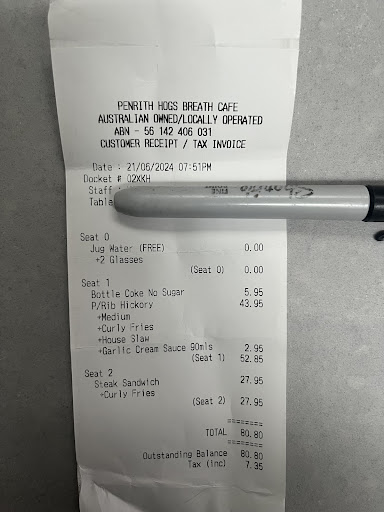 PENRITH HOGS BREATH CAFE
AUSTRALIAN OWNED/LOCALLY OPERATED
ABN - 56 142 406 031
CUSTOMER RECEIPT / TAX INVOICE
Date : 21/06/2024 07:51PM
Docket # 02XKH
Staff
Table
Seat 0
Jug Water (FREE) 0.00
+2 Glasses
(Seat 0) 0.00
Seat 1
Bottle Coke No Sugar 5.95
P/Rib Hickory 43.95
+Medium
+Curly Fries
+House Slaw
+Garlic Cream Sauce 90mls 2.95
(Seat 1) 52.85
Seat 2
Steak Sandwich 27.95
+Curly Fries
(Seat 2) 27.95
========
TOTAL 80.80
========
Outstanding Balance 80.80
Tax (inc) 7.35